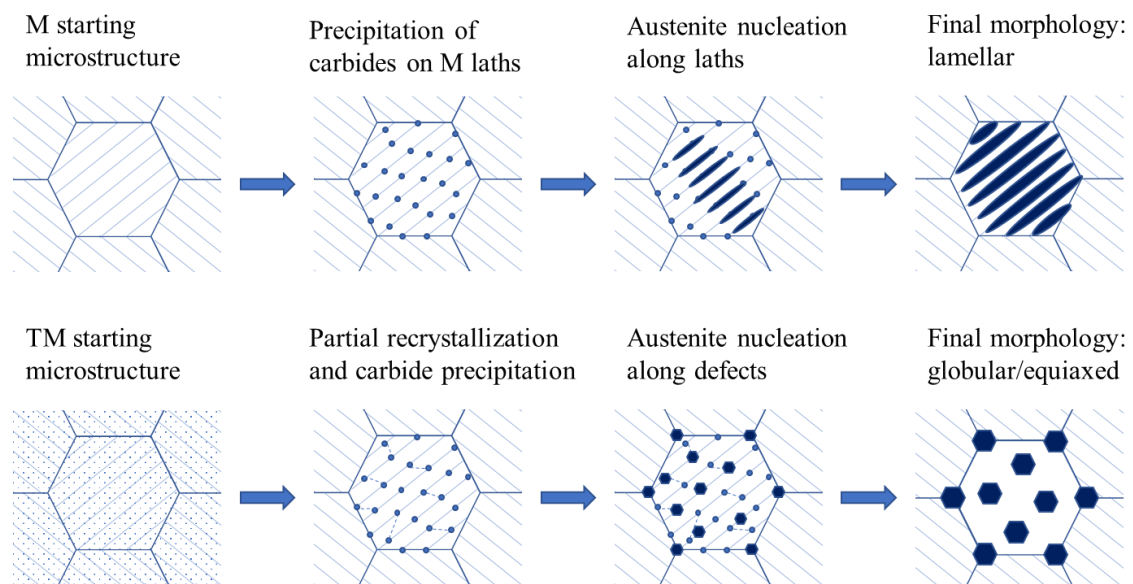 M starting
microstructure
Precipitation of
carbides on M laths
Austenite nucleation
along laths
Final morphology:
lamellar
TM starting
microstructure
Partial recrystallization
and carbide precipitation
Austenite nucleation
along defects
Final morphology:
globular/equiaxed